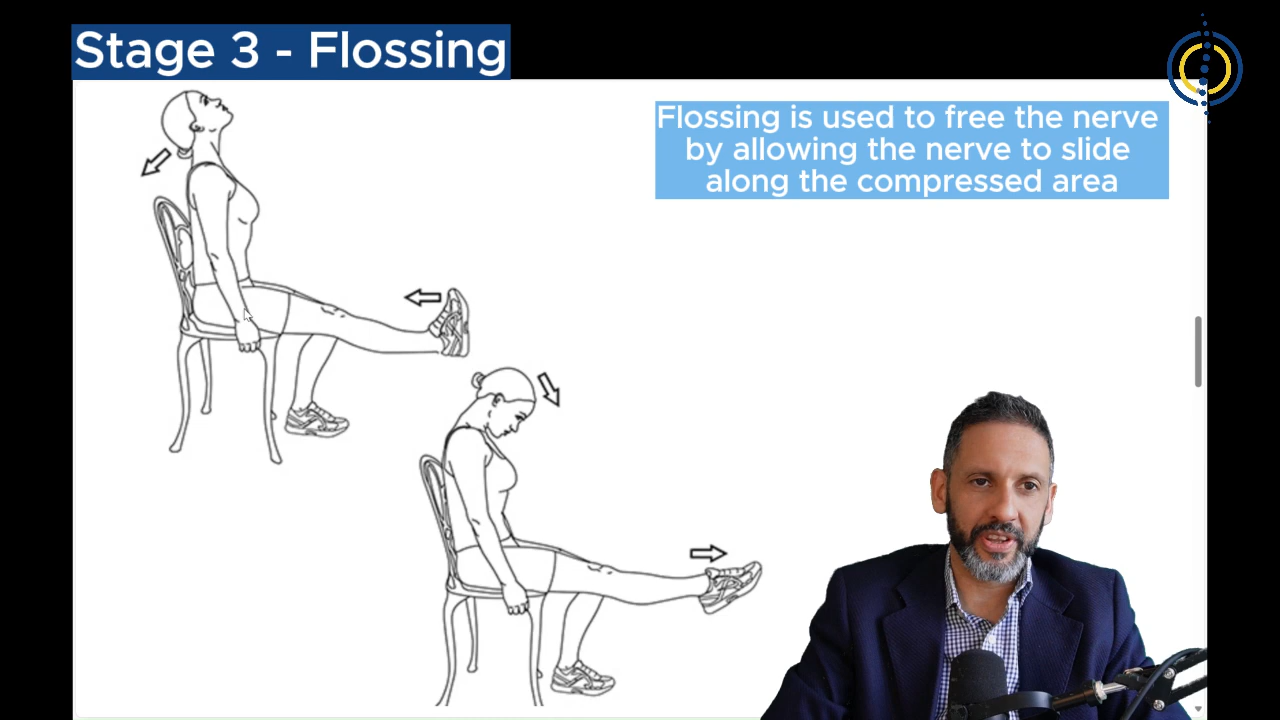 Stage 3 - Flossing
Flossing is used to free the nerve
by allowing the nerve to slide
along the compressed area